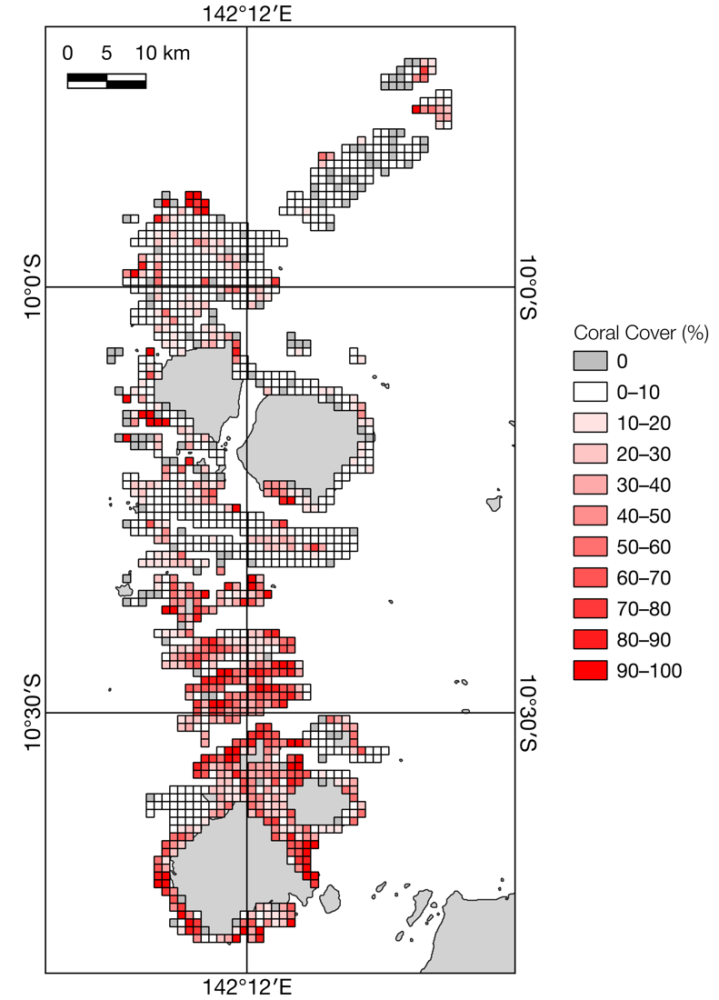 142°12′E
0 5 10 km
10°0′S
10°0′S
Coral Cover (%)
0
0–10
10–20
20–30
30–40
40–50
50–60
60–70
70–80
80–90
90–100
10°30′S
10°30′S
142°12′E